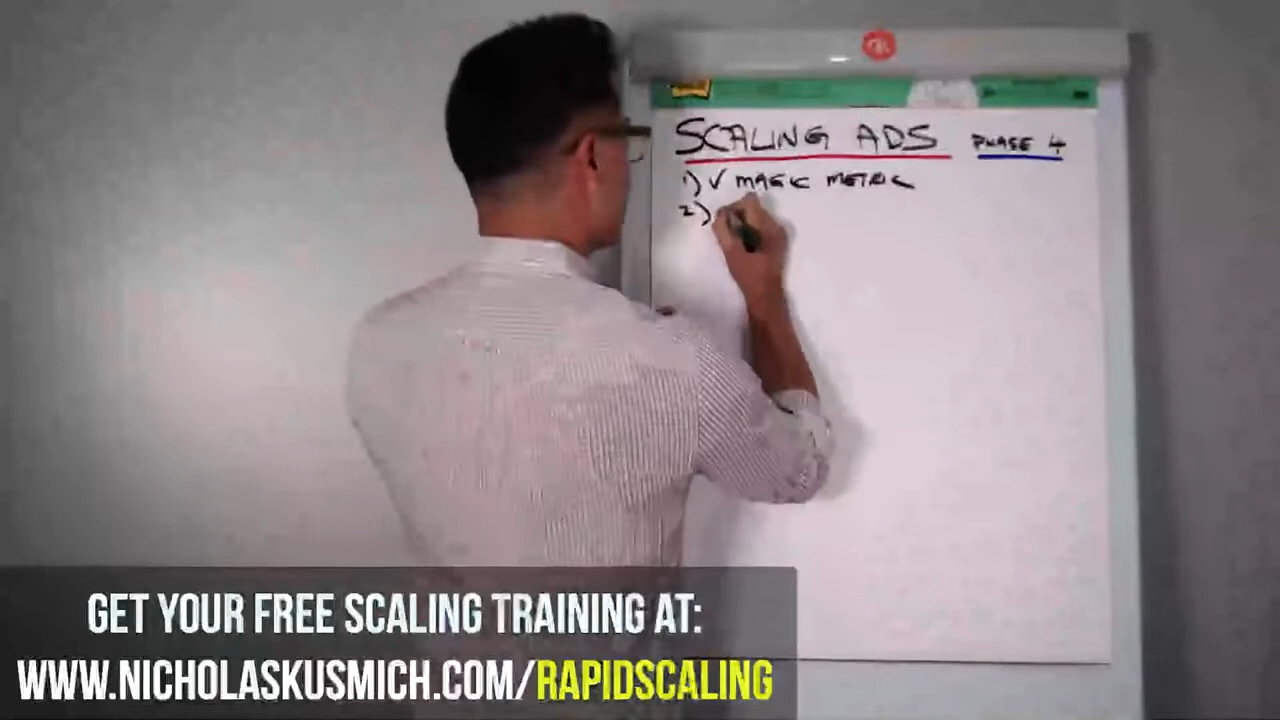 SCALING ADS PHASE 4
1) √ MAGIC METRIC
2)
GET YOUR FREE SCALING TRAINING AT:
WWW.NICHOLASKUSMICH.COM/RAPIDSCALING